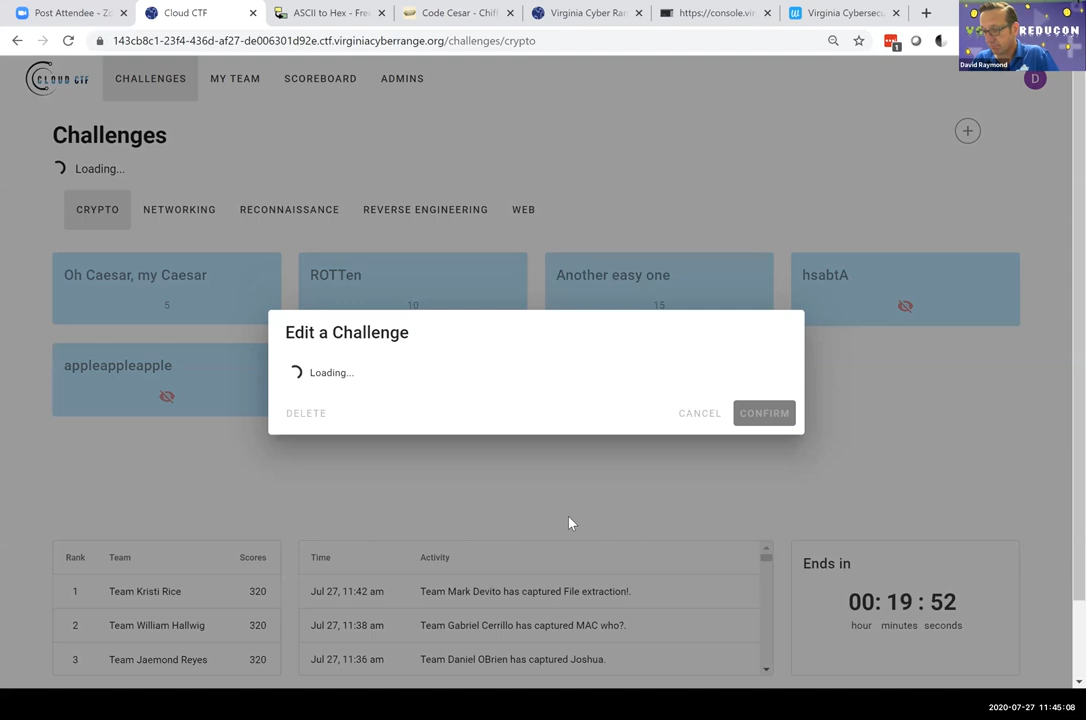 Post Attendee - Zo
Cloud CTF
ASCII to Hex - Fre
Code Cesar - Chiff
Virginia Cyber Ran
https://console.vir
Virginia Cybersecu
143cb8c1-23f4-436d-af27-de006301d92e.ctf.virginiacyberrange.org/challenges/crypto
1
REDUCON
David Raymond
CLOUD CTF
CHALLENGES
MY TEAM
SCOREBOARD
ADMINS
D
Challenges
Loading...
CRYPTO
NETWORKING
RECONNAISSANCE
REVERSE ENGINEERING
WEB
Oh Caesar, my Caesar
5
ROTTen
10
Another easy one
15
hsabtA
appleappleapple
Edit a Challenge
Loading...
DELETE
CANCEL
CONFIRM
Rank Team Scores
1 Team Kristi Rice 320
2 Team William Hallwig 320
3 Team Jaemond Reyes 320
Time Activity
Jul 27, 11:42 am Team Mark Devito has captured File extraction!.
Jul 27, 11:38 am Team Gabriel Cerrillo has captured MAC who?.
Jul 27, 11:36 am Team Daniel OBrien has captured Joshua.
Ends in
00: 19 : 52
hour minutes seconds
2020-07-27 11:45:08